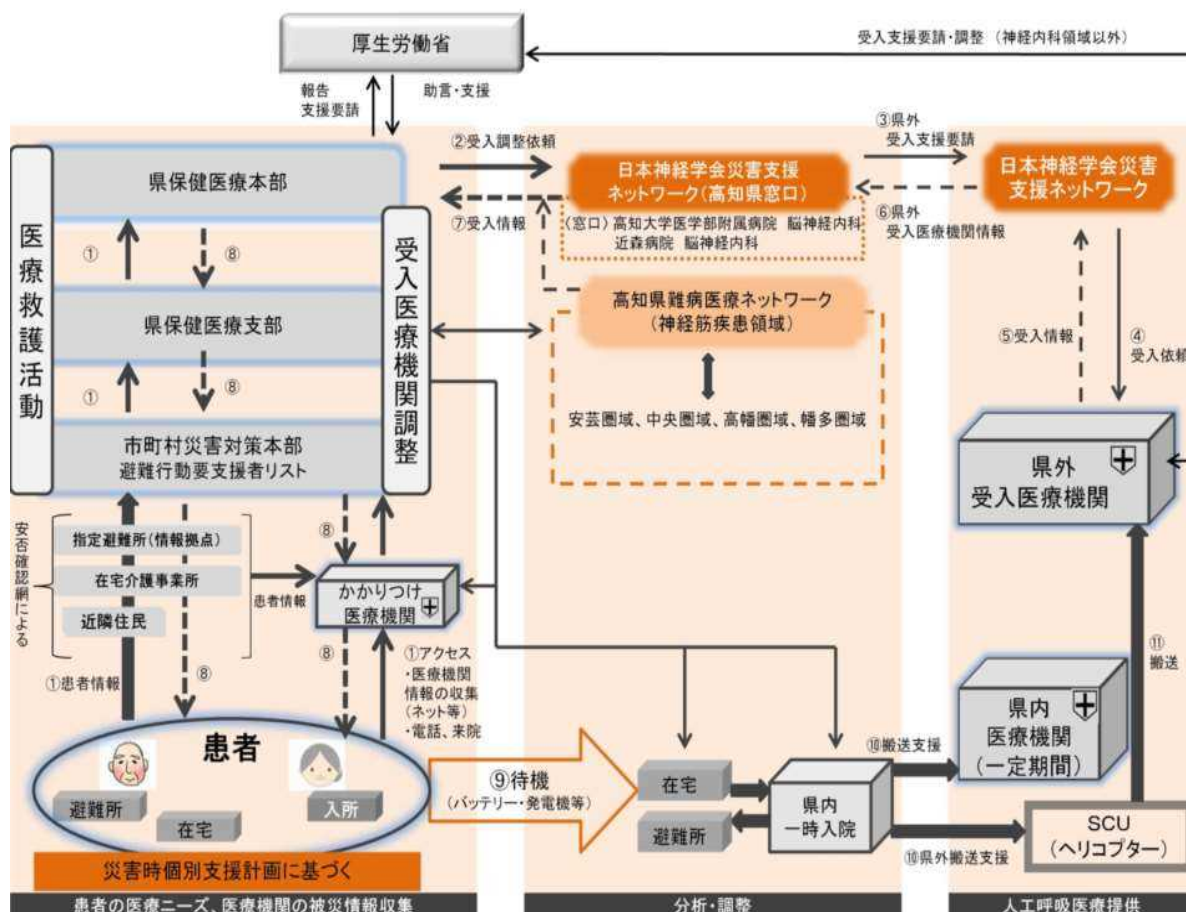 厚生労働省
受入支援要請・調整 (神経内科領域以外)
報告
支援要請
助言・支援
医療救護活動
県保健医療本部
①
⑧
県保健医療支部
①
⑧
市町村災害対策本部
避難行動要支援者リスト
受入医療機関調整
②受入調整依頼
⑦受入情報
日本神経学会災害支援
ネットワーク(高知県窓口)
(窓口) 高知大学医学部附属病院 脳神経内科
近森病院 脳神経内科
高知県難病医療ネットワーク
(神経筋疾患領域)
安芸圏域、中央圏域、高幡圏域、幡多圏域
③県外
受入支援要請
⑥県外
受入医療機関情報
日本神経学会災害
支援ネットワーク
⑤受入情報
④
受入依頼
県外
受入医療機関
安否確認網による
指定避難所(情報拠点)
在宅介護事業所
近隣住民
患者情報
⑧
かかりつけ
医療機関
①患者情報
⑧
⑧
①アクセス
・医療機関
情報の収集
(ネット等)
・電話、来院
患者
避難所
在宅
入所
災害時個別支援計画に基づく
⑨待機
(バッテリー・発電機等)
在宅
避難所
県内
一時入院
⑩搬送支援
⑩県外搬送支援
県内
医療機関
(一定期間)
⑪
搬送
SCU
(ヘリコプター)
患者の医療ニーズ、医療機関の被災情報収集
分析・調整
人工呼吸医療提供